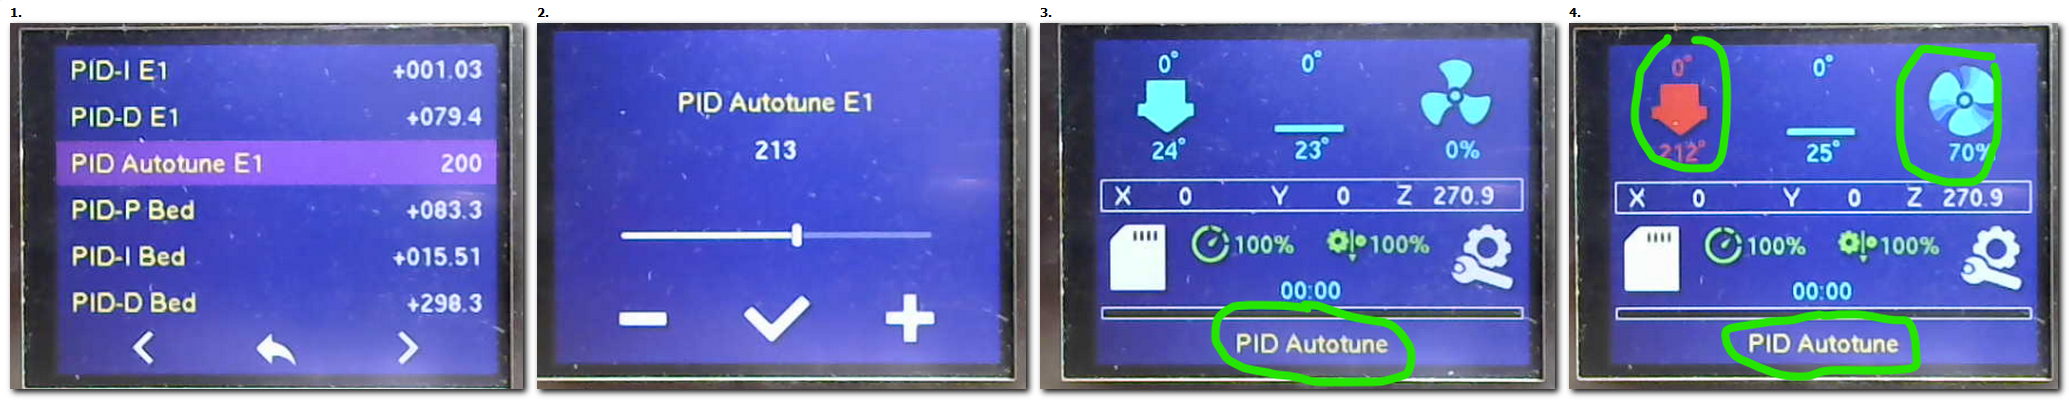 1.
PID-I E1 +001.03
PID-D E1 +079.4
PID Autotune E1 200
PID-P Bed +083.3
PID-I Bed +015.51
PID-D Bed +298.3
2.
PID Autotune E1
213
3.
0° 0°
24° 23° 0%
X 0 Y 0 Z 270.9
100% 100%
00:00
PID Autotune
4.
0° 0°
212° 25° 70%
X 0 Y 0 Z 270.9
100% 100%
00:00
PID Autotune